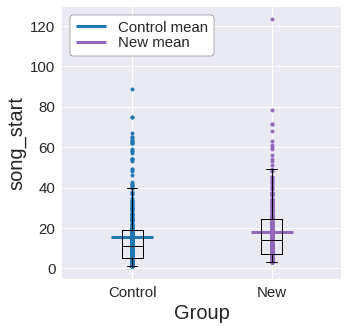 Control mean
New mean
song_start
120
100
80
60
40
20
0
Control
New
Group